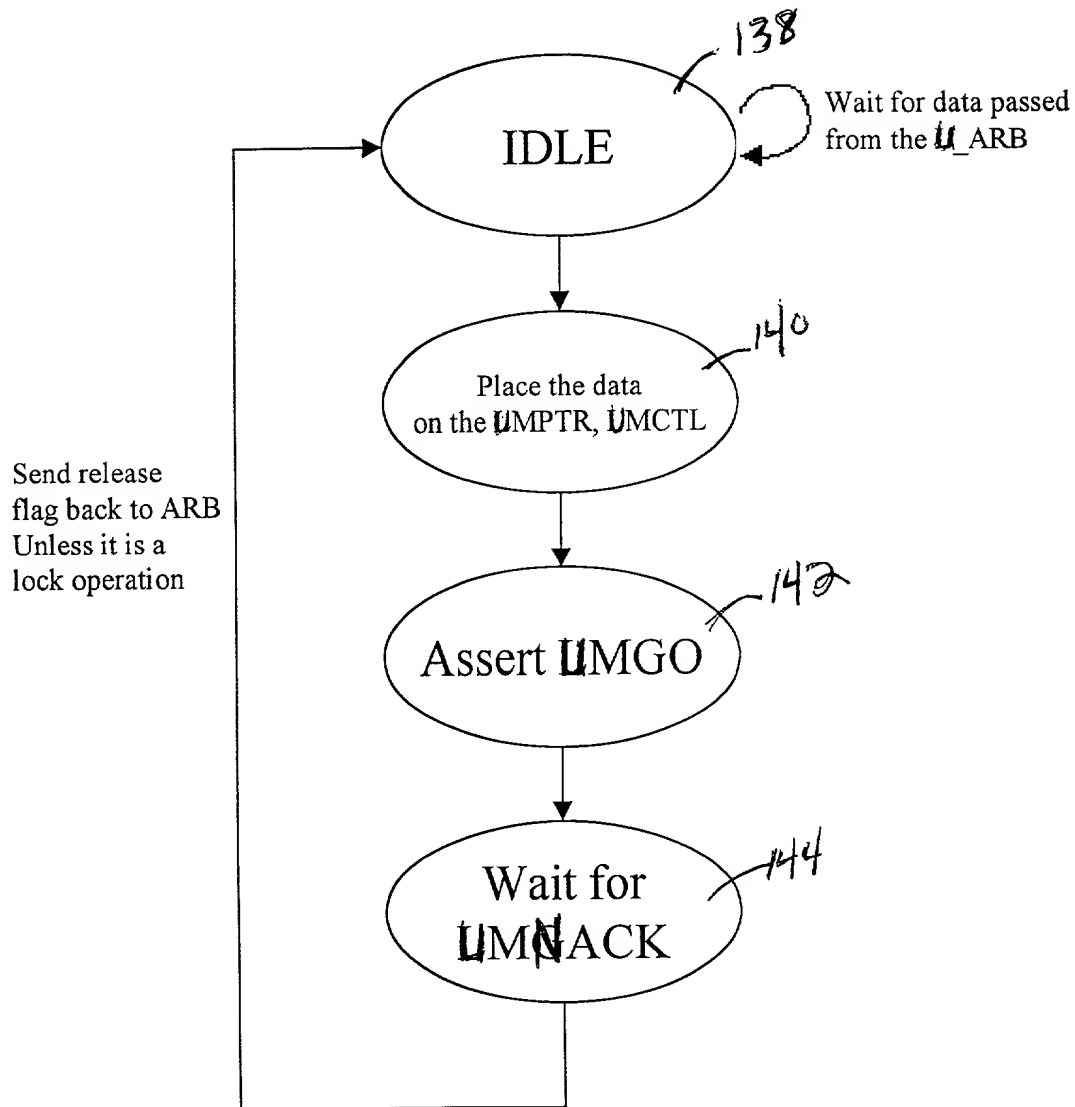 138
Wait for data passed
from the U_ARB
IDLE
140
Place the data
on the UMPTR, UMCTL
Send release
flag back to ARB
Unless it is a
lock operation
142
Assert UMGO
144
Wait for
UMNACK